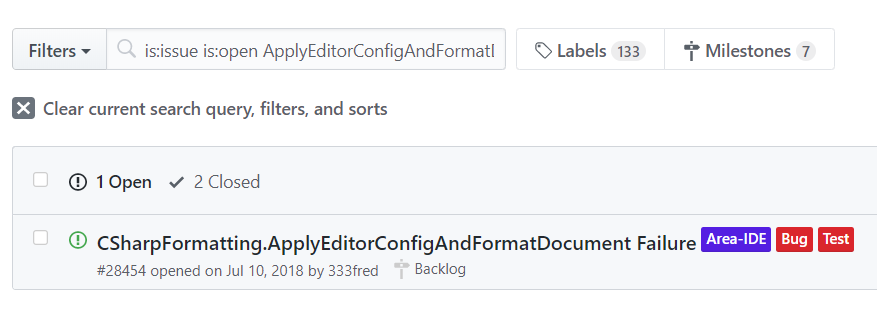 Filters is:issue is:open ApplyEditorConfigAndFormat Labels 133 Milestones 7
Clear current search query, filters, and sorts
1 Open 2 Closed
CSharpFormatting.ApplyEditorConfigAndFormatDocument Failure Area-IDE Bug Test
#28454 opened on Jul 10, 2018 by 333fred Backlog